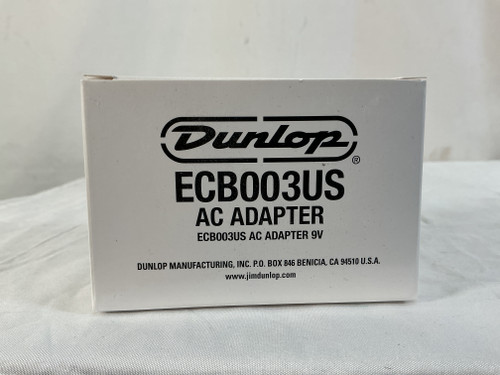 Dunlop®
ECB003US
AC ADAPTER
ECB003US AC ADAPTER 9V
DUNLOP MANUFACTURING, INC. P.O. BOX 846 BENICIA, CA 94510 U.S.A.
www.jimdunlop.com